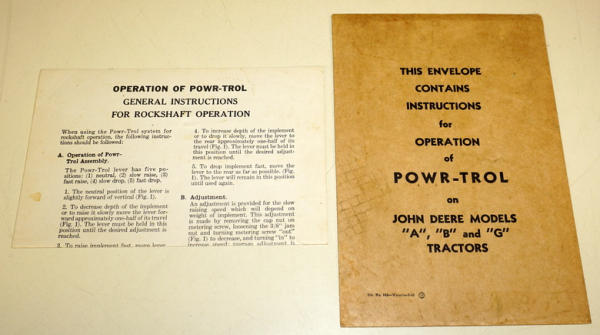 OPERATION OF POWR-TROL
GENERAL INSTRUCTIONS
FOR ROCKSHAFT OPERATION
When using the Powr-Trol system for
rockshaft operation, the following instruc-
tions should be followed:
A. Operation of Powr-
Trol Assembly.
The Powr-Trol lever has five po-
sitions: (1) neutral, (2) slow raise, (3)
fast raise, (4) slow drop, (5) fast drop.
1. The neutral position of the lever is
slightly forward of vertical (Fig. 1).
2. To decrease depth of the implement
or to raise it slowly move the lever for-
ward approximately one-half of its travel
(Fig. 1). The lever must be held in this
position until the desired adjustment is
reached.
3. To raise implement fast, move lever
4. To increase depth of the implement
or to drop it slowly, move the lever to
the rear approximately one-half of its
travel (Fig. 1). The lever must be held in
this position until the desired adjust-
ment is reached.
5. To drop implement fast, move the
lever to the rear as far as possible. (Fig.
1). The lever will remain in this position
until used again.
B. Adjustment.
An adjustment is provided for the slow
raising speed which will depend on
weight of implement. This adjustment
is made by removing the cap nut on
metering screw, loosening the 3/8" jam
nut and turning metering screw "out"
(Fig. 1) to decrease, and turning "in" to
increase speed; average adjustment is
THIS ENVELOPE
CONTAINS
INSTRUCTIONS
for
OPERATION
of
POWR-TROL
on
JOHN DEERE MODELS
"A", "B" and "G"
TRACTORS